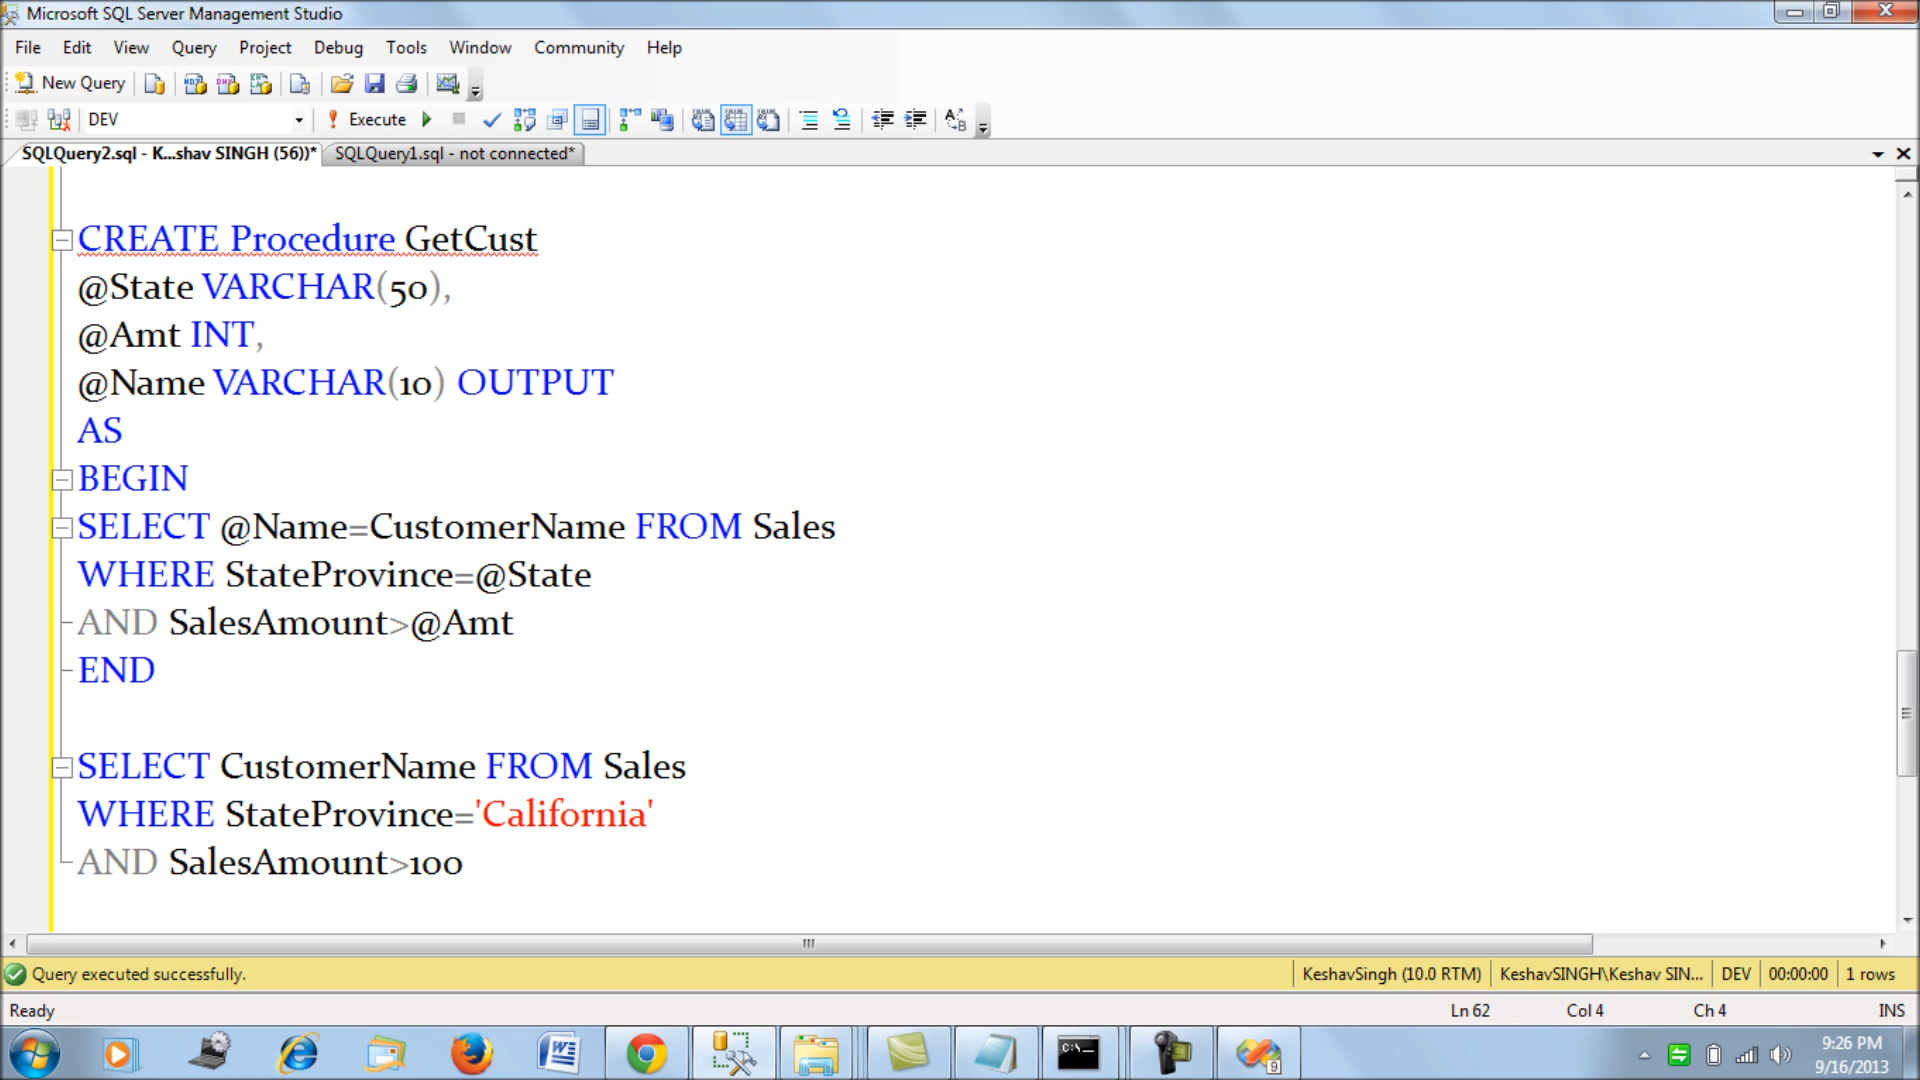 Microsoft SQL Server Management Studio
File Edit View Query Project Debug Tools Window Community Help
New Query
DEV Execute
SQLQuery2.sql - K...shav SINGH (56))* SQLQuery1.sql - not connected*
CREATE Procedure GetCust
@State VARCHAR(50),
@Amt INT,
@Name VARCHAR(10) OUTPUT
AS
BEGIN
SELECT @Name=CustomerName FROM Sales
WHERE StateProvince=@State
AND SalesAmount>@Amt
END
SELECT CustomerName FROM Sales
WHERE StateProvince='California'
AND SalesAmount>100
Query executed successfully. KeshavSingh (10.0 RTM) KeshavSINGH\Keshav SIN... DEV 00:00:00 1 rows
Ready Ln 62 Col 4 Ch 4 INS
9:26 PM
9/16/2013